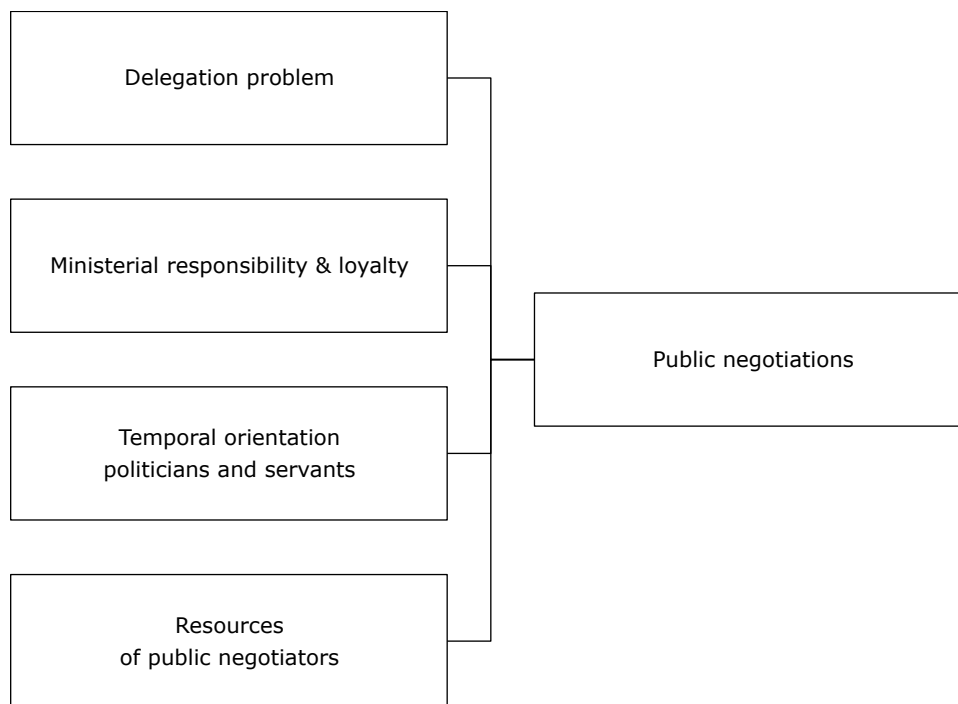 Delegation problem
Ministerial responsibility & loyalty
Public negotiations
Temporal orientation
politicians and servants
Resources
of public negotiators